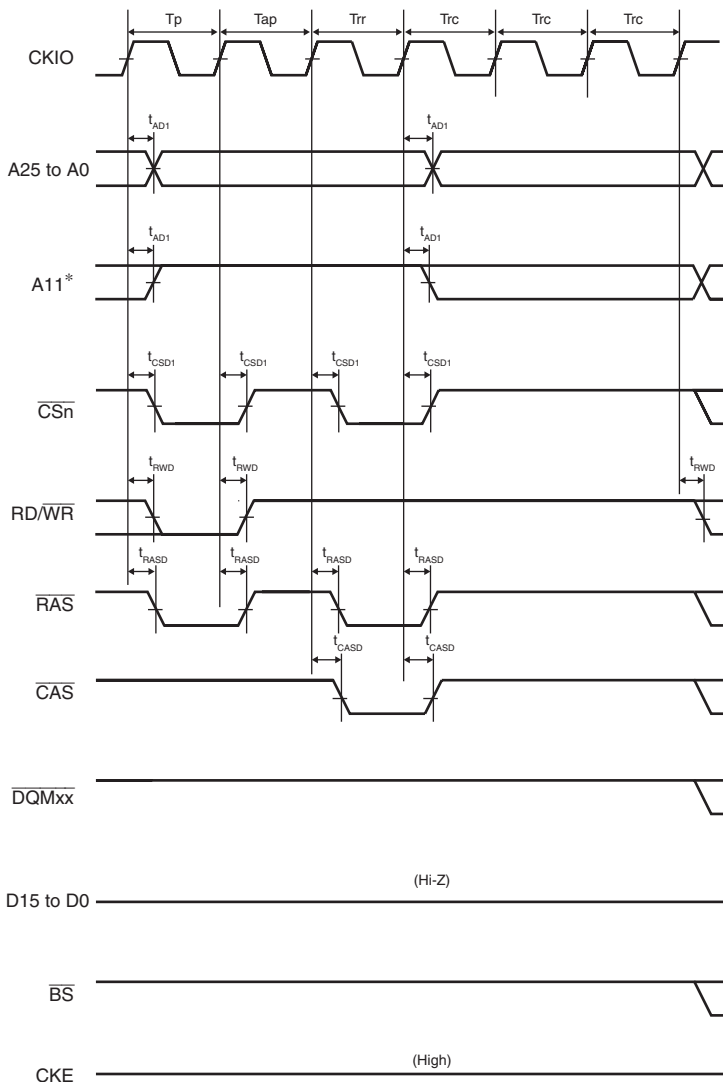 Tp Tap Trr Trc Trc Trc
CKIO
tAD1 tAD1
A25 to A0
tAD1 tAD1
A11*
tCSD1 tCSD1 tCSD1 tCSD1
CSn
tRWD tRWD tRWD
RD/WR
tRASD tRASD tRASD tRASD
RAS
tCASD tCASD
CAS
DQMxx
(Hi-Z)
D15 to D0
BS
(High)
CKE